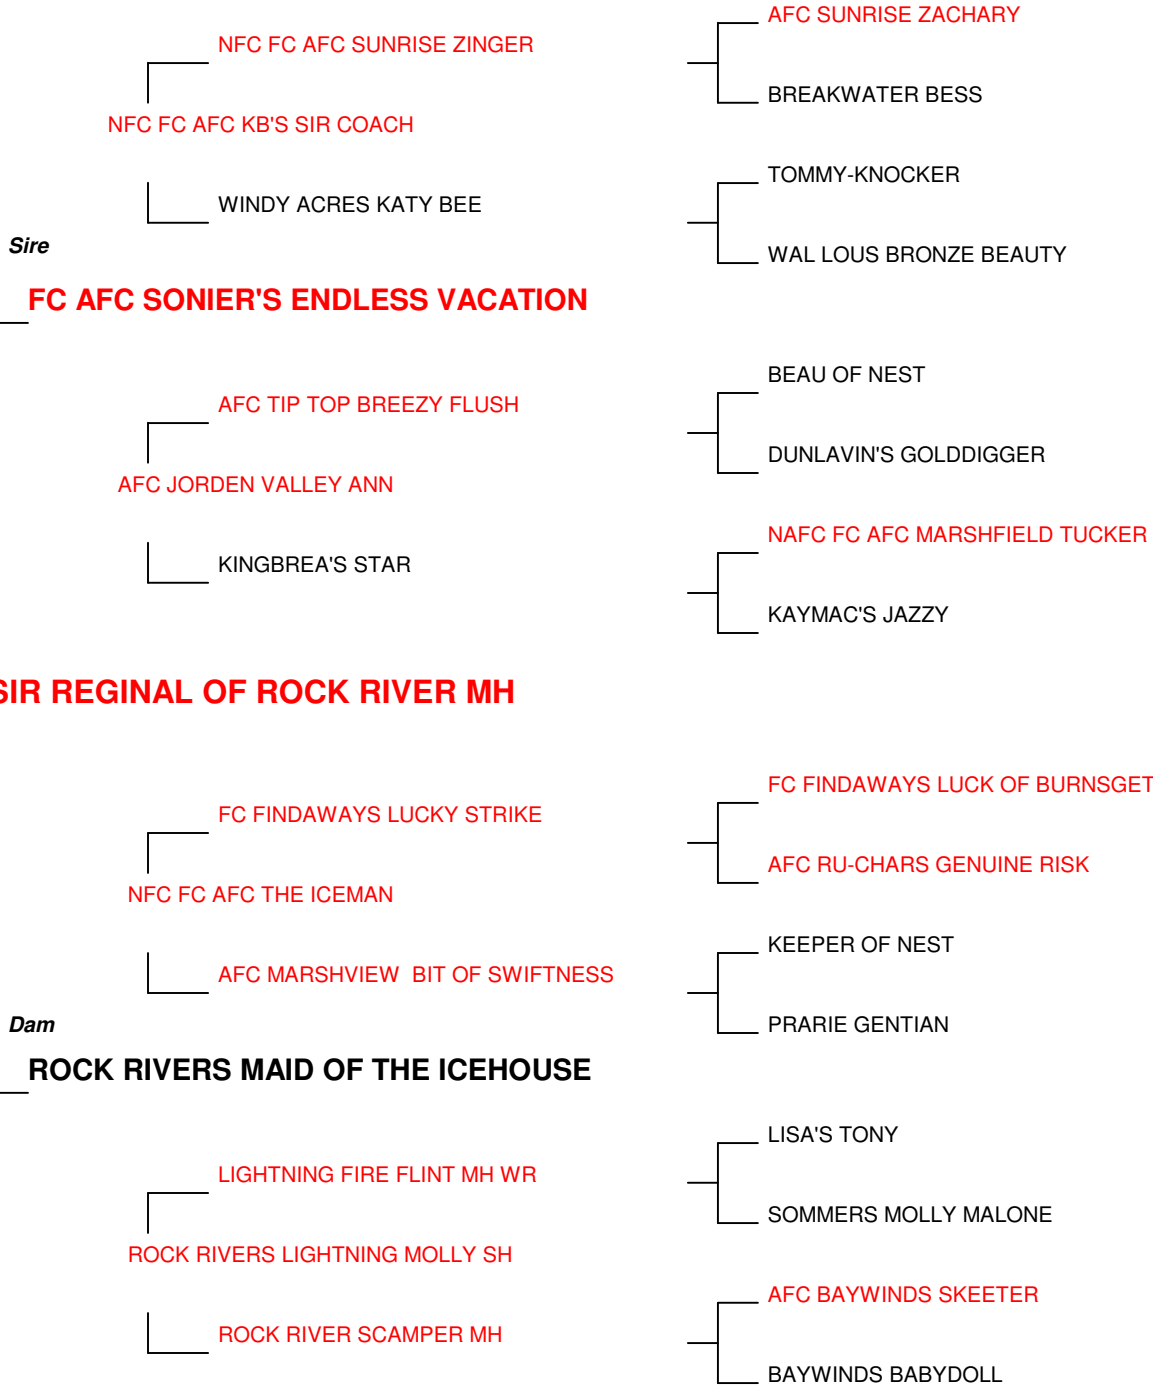 AFC SUNRISE ZACHARY
NFC FC AFC SUNRISE ZINGER
BREAKWATER BESS
NFC FC AFC KB'S SIR COACH
TOMMY-KNOCKER
WINDY ACRES KATY BEE
Sire
WAL LOUS BRONZE BEAUTY
FC AFC SONIER'S ENDLESS VACATION
BEAU OF NEST
AFC TIP TOP BREEZY FLUSH
DUNLAVIN'S GOLDDIGGER
AFC JORDEN VALLEY ANN
NAFC FC AFC MARSHFIELD TUCKER
KINGBREA'S STAR
KAYMAC'S JAZZY
SIR REGINAL OF ROCK RIVER MH
FC FINDAWAYS LUCK OF BURNSGET
FC FINDAWAYS LUCKY STRIKE
AFC RU-CHARS GENUINE RISK
NFC FC AFC THE ICEMAN
KEEPER OF NEST
AFC MARSHVIEW  BIT OF SWIFTNESS
Dam
PRARIE GENTIAN
ROCK RIVERS MAID OF THE ICEHOUSE
LISA'S TONY
LIGHTNING FIRE FLINT MH WR
SOMMERS MOLLY MALONE
ROCK RIVERS LIGHTNING MOLLY SH
AFC BAYWINDS SKEETER
ROCK RIVER SCAMPER MH
BAYWINDS BABYDOLL